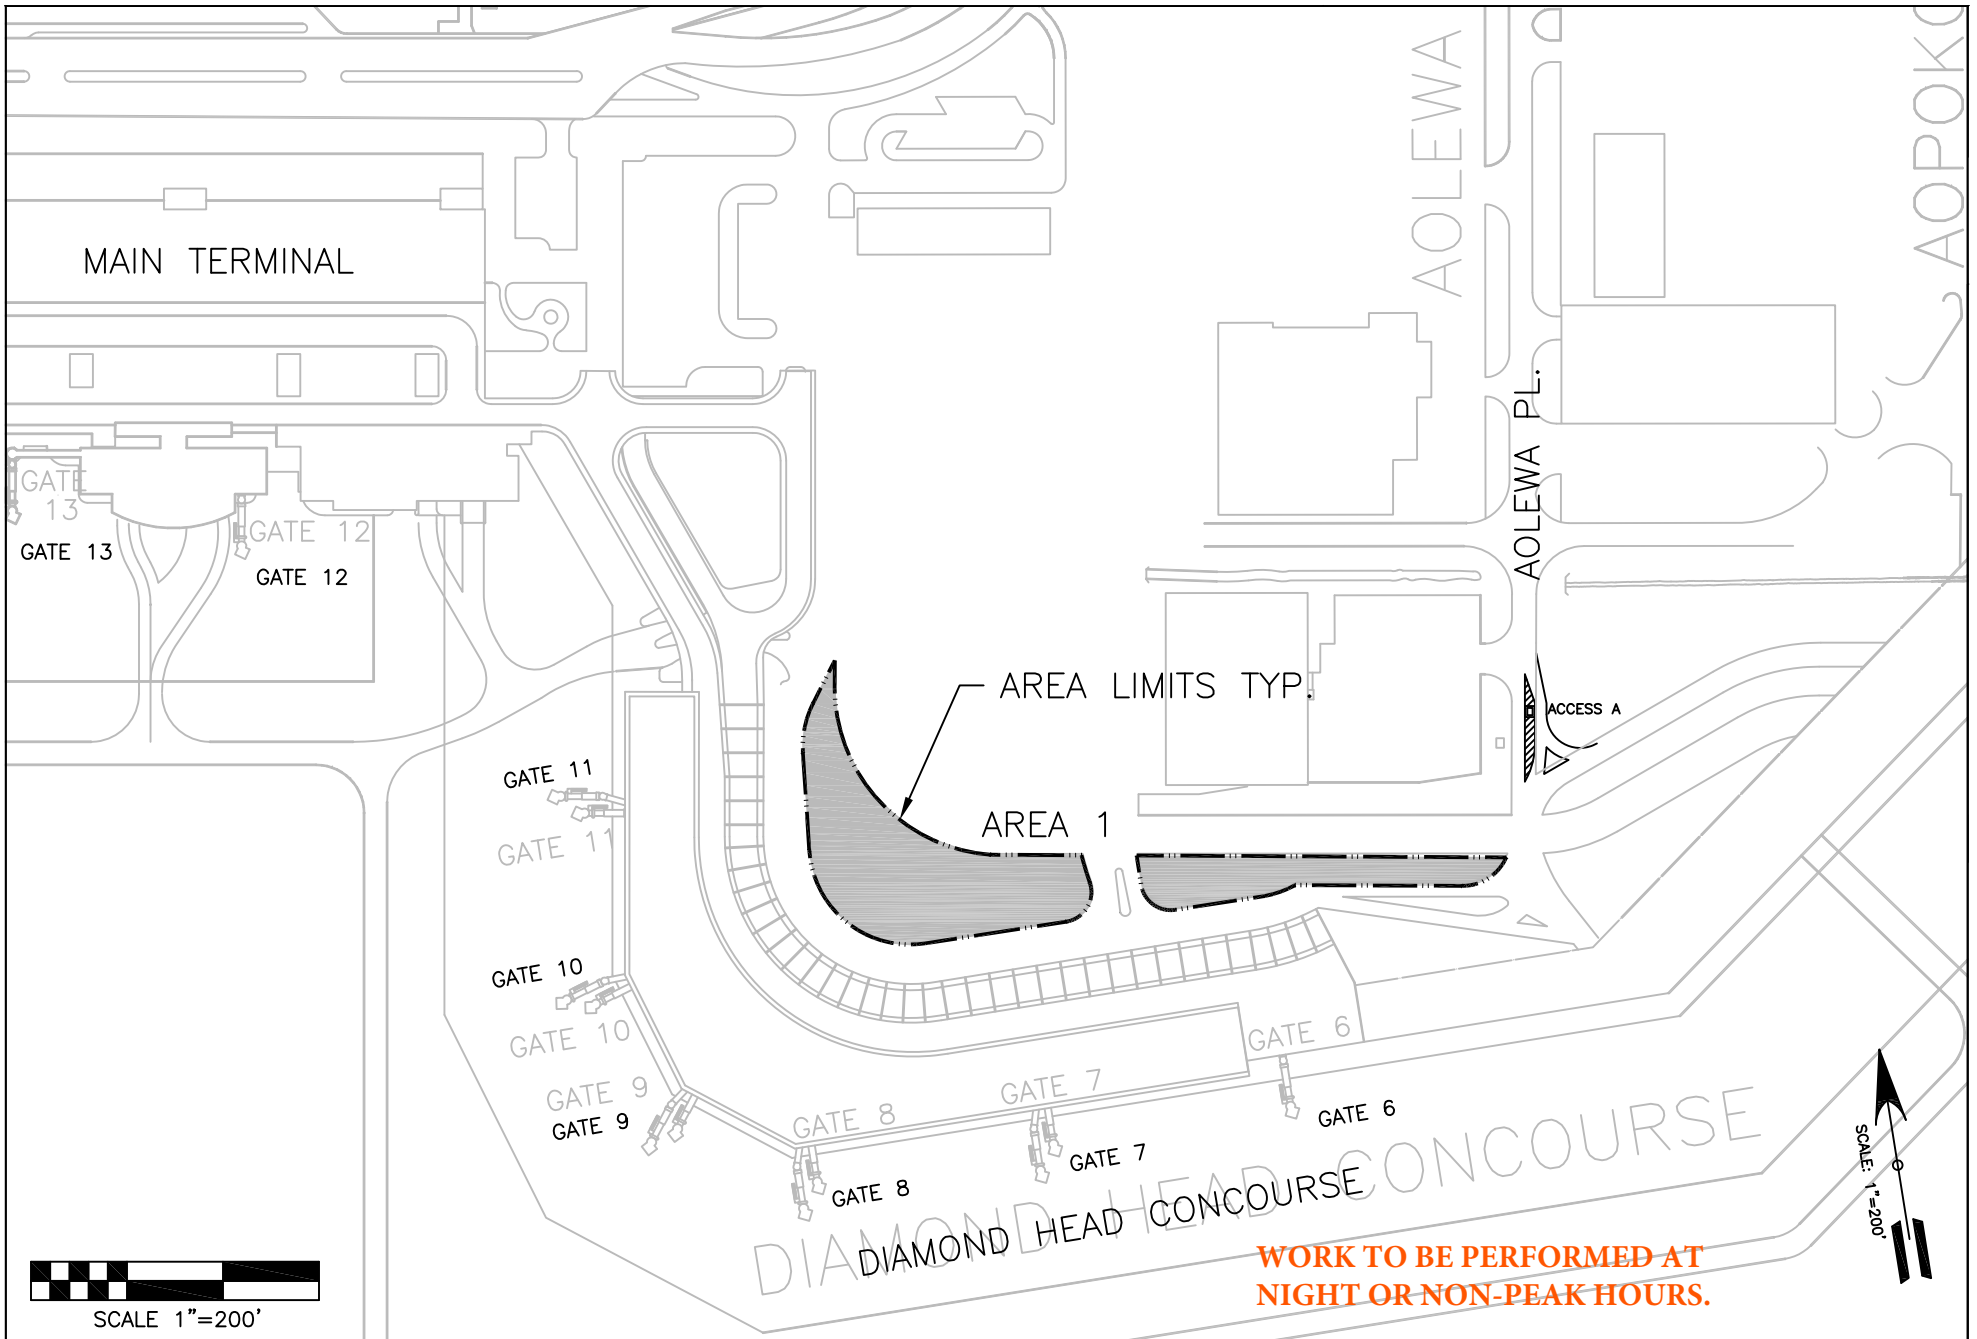 AOLEWA
AOPOKO
MAIN TERMINAL
AOLEWA PL.
GATE
13
GATE 13
GATE 12
GATE 12
AREA LIMITS TYP.
ACCESS A
GATE 11
GATE 11
AREA 1
GATE 10
GATE 10
GATE 9
GATE 9
GATE 8
GATE 8
GATE 7
GATE 7
GATE 6
GATE 6
DIAMOND HEAD CONCOURSE
DIAMOND HEAD CONCOURSE
SCALE: 1"=200'
WORK TO BE PERFORMED AT
NIGHT OR NON-PEAK HOURS.
SCALE 1"=200'